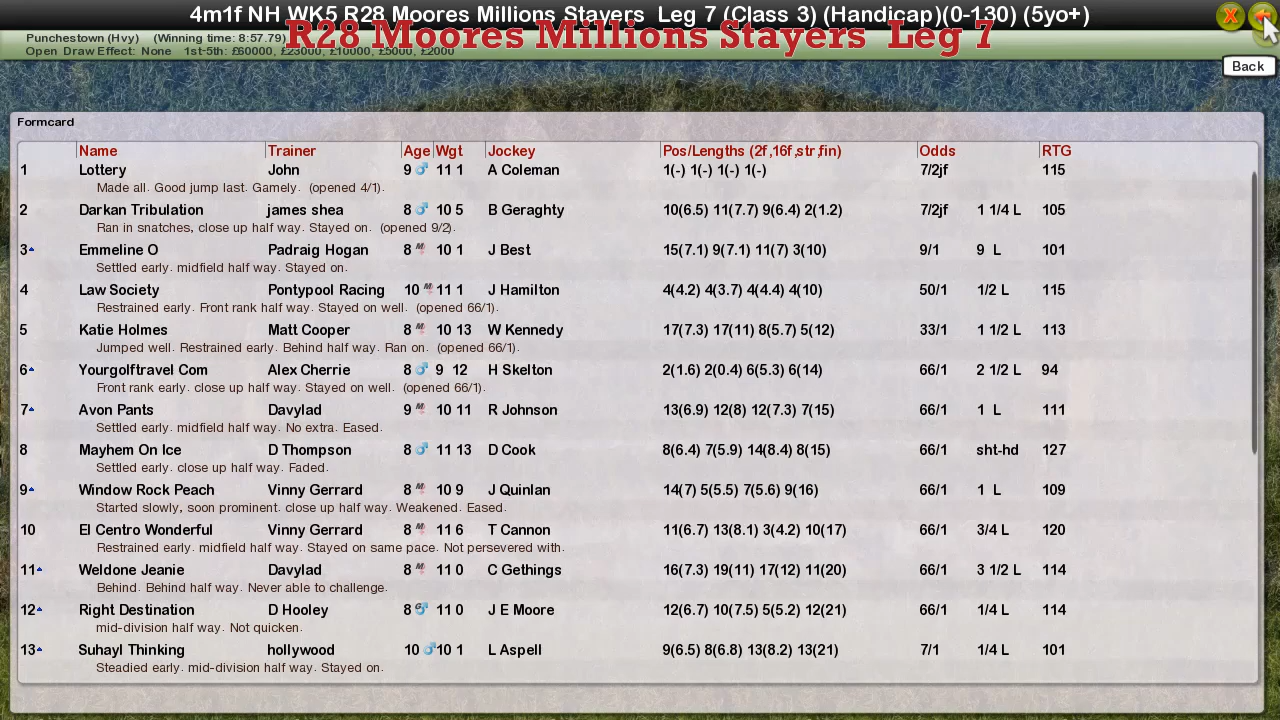 4m1f NH WK5 R28 Moores Millions Stayers Leg 7 (Class 3) (Handicap)(0-130) (5yo+)
X
R28 Moores Millions Stayers Leg 7
Punchestown (Hvy) (Winning time: 8:57.79)
Open Draw Effect: None 1st-5th: £60000, £23000, £10000, £5000, £2000
Back
Formcard
Name Trainer Age Wgt Jockey Pos/Lengths (2f,16f,str,fin) Odds RTG
1 Lottery John 9 11 1 A Coleman 1(-) 1(-) 1(-) 1(-) 7/2jf 115
Made all. Good jump last. Gamely. (opened 4/1).
2 Darkan Tribulation james shea 8 10 5 B Geraghty 10(6.5) 11(7.7) 9(6.4) 2(1.2) 7/2jf 1 1/4 L 105
Ran in snatches, close up half way. Stayed on. (opened 9/2).
3 Emmeline O Padraig Hogan 8 10 1 J Best 15(7.1) 9(7.1) 11(7) 3(10) 9/1 9 L 101
Settled early. midfield half way. Stayed on.
4 Law Society Pontypool Racing 10 11 1 J Hamilton 4(4.2) 4(3.7) 4(4.4) 4(10) 50/1 1/2 L 115
Restrained early. Front rank half way. Stayed on well. (opened 66/1).
5 Katie Holmes Matt Cooper 8 10 13 W Kennedy 17(7.3) 17(11) 8(5.7) 5(12) 33/1 1 1/2 L 113
Jumped well. Restrained early. Behind half way. Ran on. (opened 66/1).
6 Yourgolftravel Com Alex Cherrie 8 9 12 H Skelton 2(1.6) 2(0.4) 6(5.3) 6(14) 66/1 2 1/2 L 94
Front rank early. close up half way. Stayed on well. (opened 66/1).
7 Avon Pants Davylad 9 10 11 R Johnson 13(6.9) 12(8) 12(7.3) 7(15) 66/1 1 L 111
Settled early. midfield half way. No extra. Eased.
8 Mayhem On Ice D Thompson 8 11 13 D Cook 8(6.4) 7(5.9) 14(8.4) 8(15) 66/1 sht-hd 127
Settled early. close up half way. Faded.
9 Window Rock Peach Vinny Gerrard 8 10 9 J Quinlan 14(7) 5(5.5) 7(5.6) 9(16) 66/1 1 L 109
Started slowly, soon prominent. close up half way. Weakened. Eased.
10 El Centro Wonderful Vinny Gerrard 8 11 6 T Cannon 11(6.7) 13(8.1) 3(4.2) 10(17) 66/1 3/4 L 120
Restrained early. midfield half way. Stayed on same pace. Not persevered with.
11 Weldone Jeanie Davylad 8 11 0 C Gethings 16(7.3) 19(11) 17(12) 11(20) 66/1 3 1/2 L 114
Behind. Behind half way. Never able to challenge.
12 Right Destination D Hooley 8 11 0 J E Moore 12(6.7) 10(7.5) 5(5.2) 12(21) 66/1 1/4 L 114
mid-division half way. Not quicken.
13 Suhayl Thinking hollywood 10 10 1 L Aspell 9(6.5) 8(6.8) 13(8.2) 13(21) 7/1 1/4 L 101
Steadied early. mid-division half way. Stayed on.